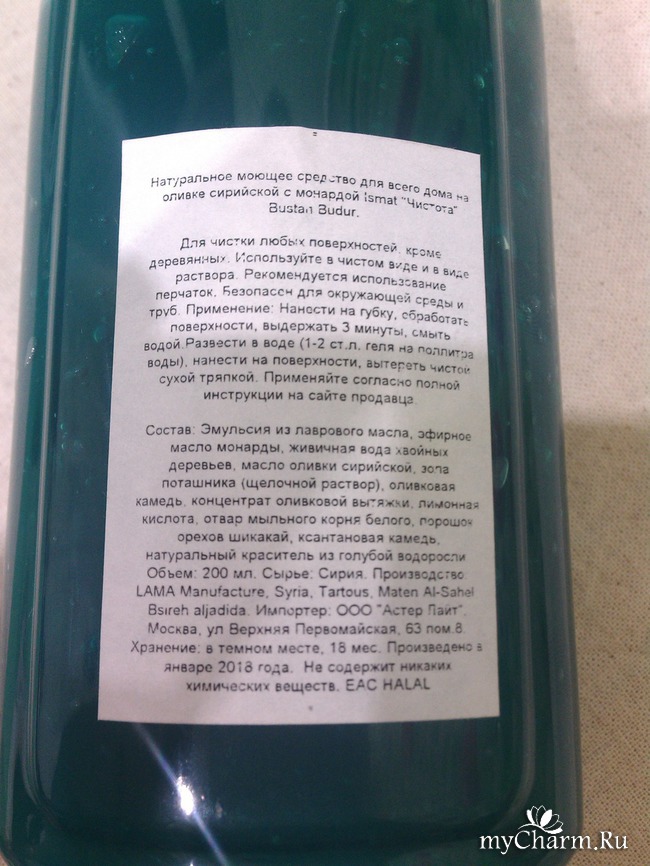 Натуральное моющее средство для всего дома на
оливке сирийской с монардой Ismat "Чистота"
Bustan Budur.
Для чистки любых поверхностей, кроме
деревянных. Используйте в чистом виде и в виде
раствора. Рекомендуется использование
перчаток. Безопасен для окружающей среды и
труб. Применение: Нанести на губку, обработать
поверхности, выдержать 3 минуты, смыть
водой.Развести в воде (1-2 ст.л. геля на поллитра
воды), нанести на поверхности, вытереть чистой
сухой тряпкой. Применяйте согласно полной
инструкции на сайте продавца.
Состав: Эмульсия из лаврового масла, эфирное
масло монарды, живичная вода хвойных
деревьев, масло оливки сирийской, зола
поташника (щелочной раствор), оливковая
камедь, концентрат оливковой вытяжки, лимонная
кислота, отвар мыльного корня белого, порошок
орехов шикакай, ксантановая камедь,
натуральный краситель из голубой водоросли
Объем: 200 мл. Сырье: Сирия. Производство:
LAMA Manufacture, Syria, Tartous, Maten Al-Sahel
Bsireh aljadida. Импортер: ООО "Астер Лайт".
Москва, ул Верхняя Первомайская, 63 пом.8.
Хранение: в темном месте, 18 мес. Произведено в
январе 2018 года. Не содержит никаких
химических веществ. EAC HALAL
myCharm.Ru